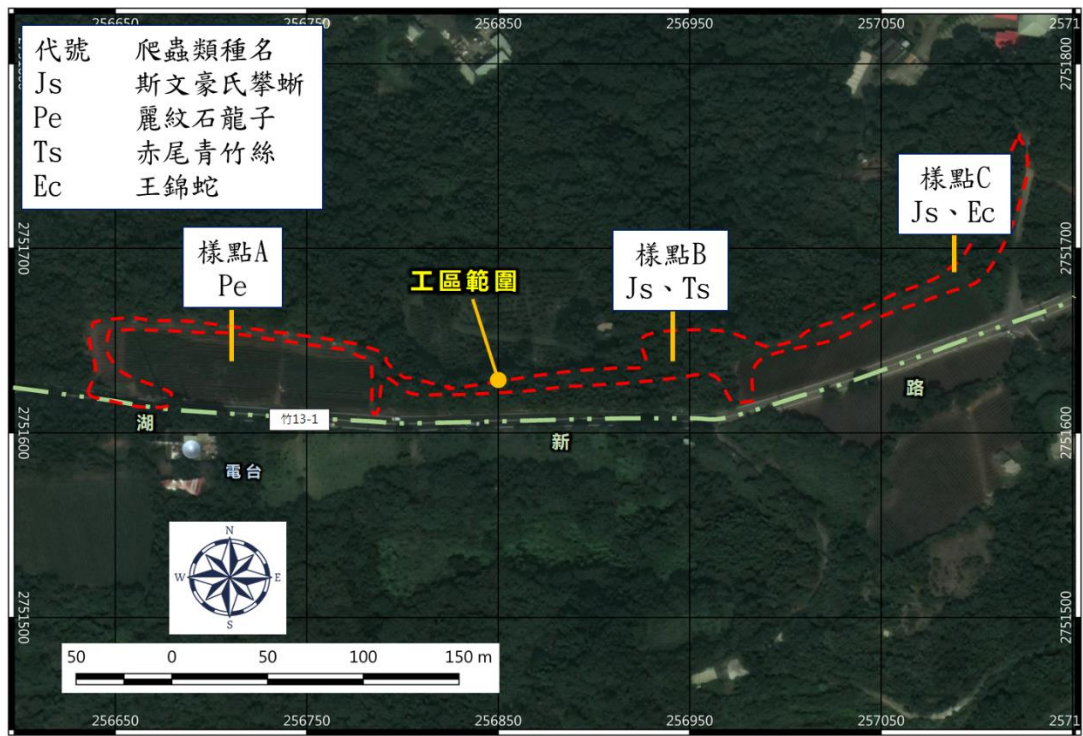 256650 256750 256850 256950 257050 2571
代號 爬蟲類種名
Js 斯文豪氏攀蜥
Pe 麗紋石龍子
Ts 赤尾青竹絲
Ec 王錦蛇
2751800
樣點C
Js、Ec
2751700
2751700
樣點A
Pe
工區範圍
樣點B
Js、Ts
路
竹13-1
湖
新
2751600
2751600
電台
N
W E
S
2751500
2751500
50 0 50 100 150 m
256650 256750 256850 256950 257050 2571